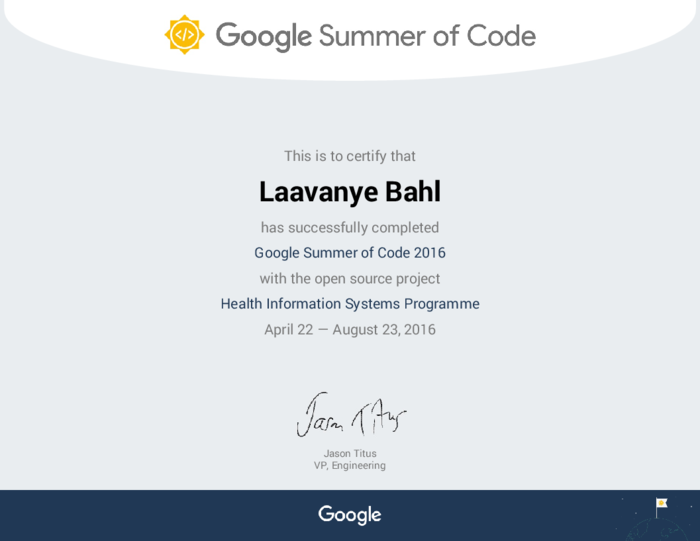 Google Summer of Code
This is to certify that
Laavanye Bahl
has successfully completed
Google Summer of Code 2016
with the open source project
Health Information Systems Programme
April 22 — August 23, 2016
Jason Titus
Jason Titus
VP, Engineering
Google